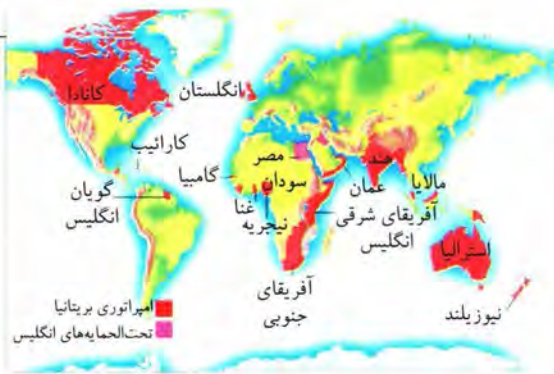 کانادا
انگلستان
کارائیب
گامبیا
مصر
سودان
هند
عمان
مالایا
گویان
انگلیس
غنا
نیجریه
آفریقای شرقی
انگلیس
استرالیا
آفریقای
جنوبی
نیوزیلند
امپراتوری بریتانیا
تحت‌الحمایه‌های انگلیس